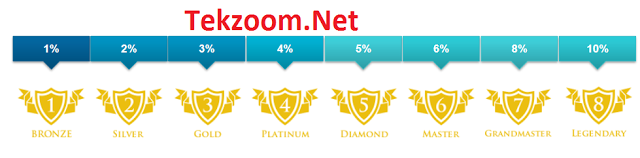 Tekzoom.Net
1% 2% 3% 4% 5% 6% 8% 10%
1 2 3 4 5 6 7 8
BRONZE SILVER GOLD PLATINUM DIAMOND MASTER GRANDMASTER LEGENDARY